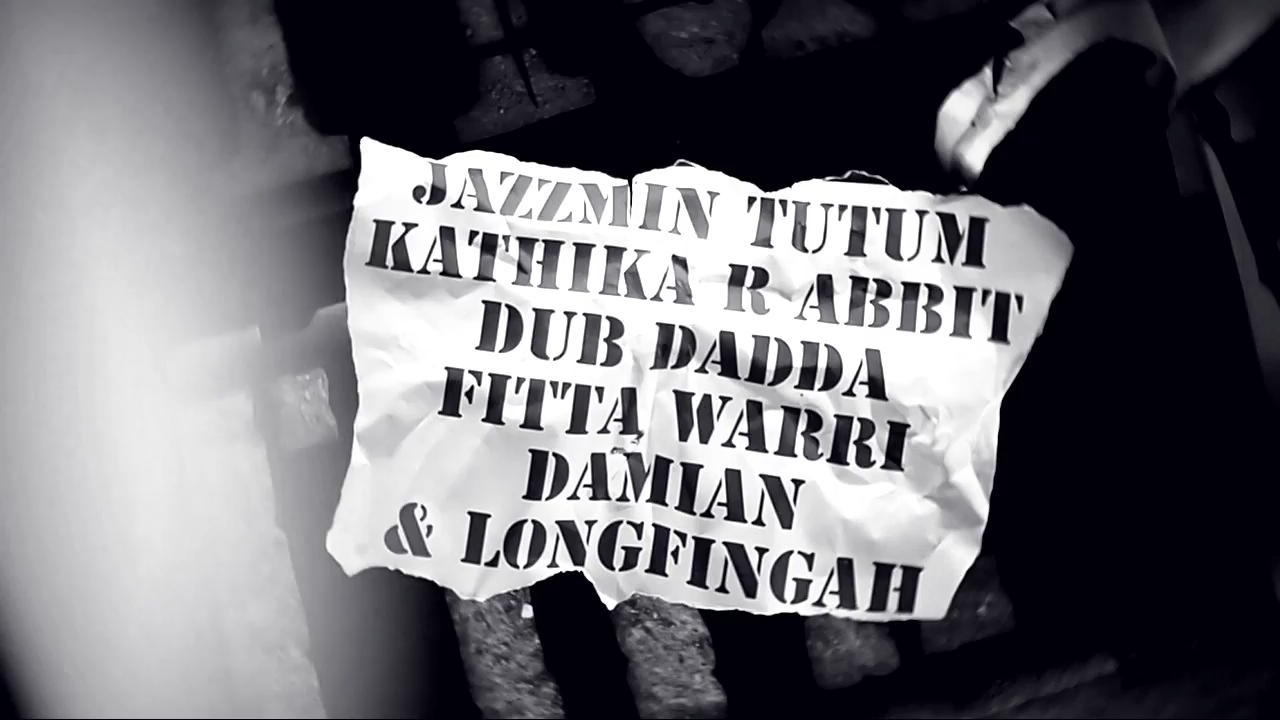 JAZZMIN TUTUM
KATHIKA R ABBIT
DUB DADDA
FITTA WARRI
DAMIAN
& LONGFINGAH